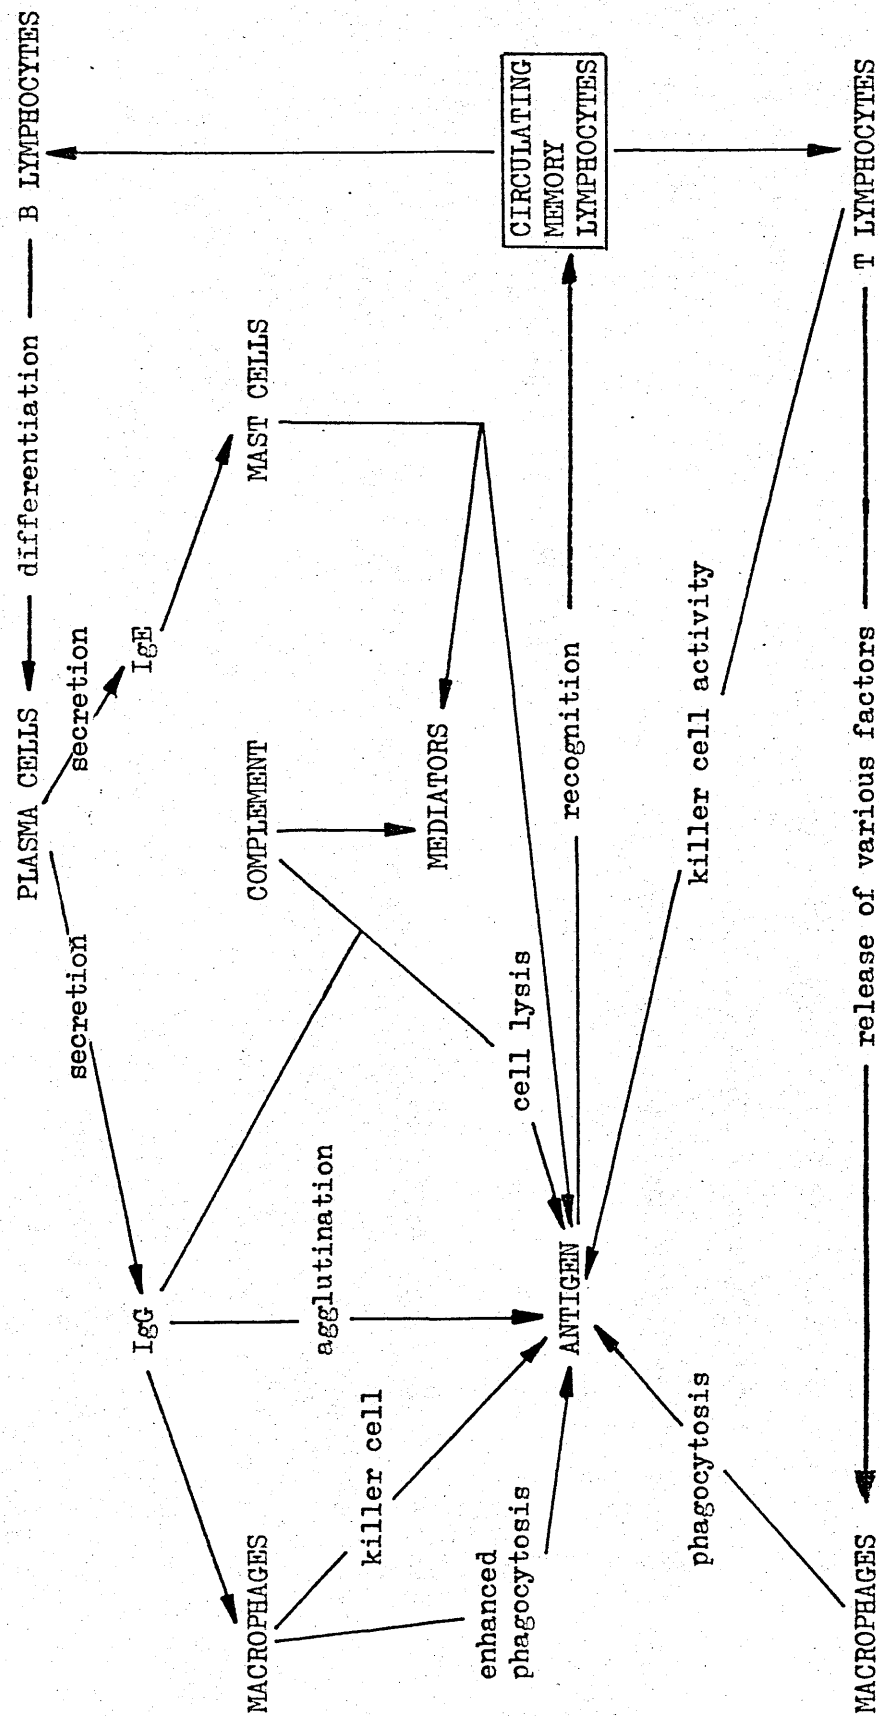 PLASMA CELLS
differentiation
B LYMPHOCYTES
secretion
secretion
IgG
IgE
MACROPHAGES
COMPLEMENT
MAST CELLS
killer cell
agglutination
MEDIATORS
enhanced
phagocytosis
cell lysis
CIRCULATING
MEMORY
LYMPHOCYTES
ANTIGEN
recognition
phagocytosis
killer cell activity
MACROPHAGES
release of various factors
T LYMPHOCYTES